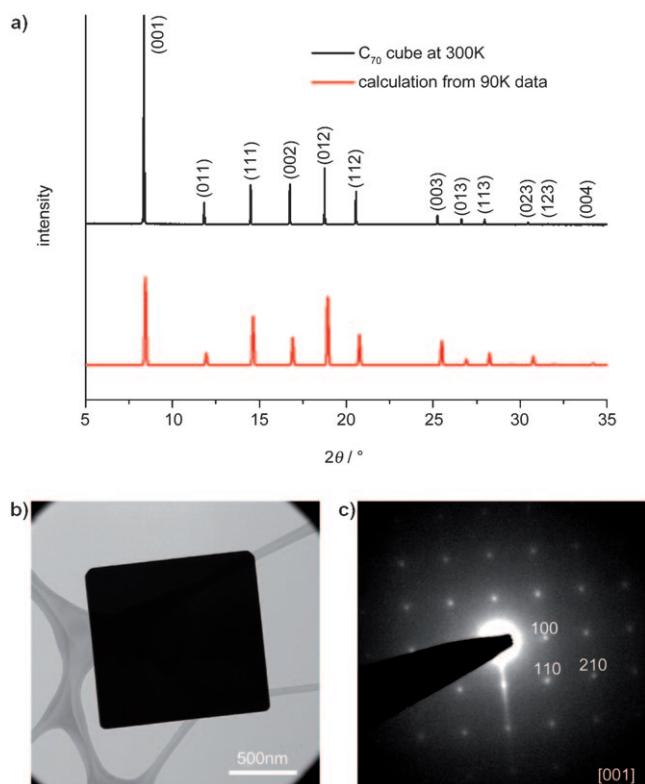 a)
C₇₀ cube at 300K
calculation from 90K data
intensity
(001)
(011)
(111)
(002)
(012)
(112)
(003)
(013)
(113)
(023)
(123)
(004)
5 10 15 20 25 30 35
2θ / °
b)
500nm
c)
100
110 210
[001]